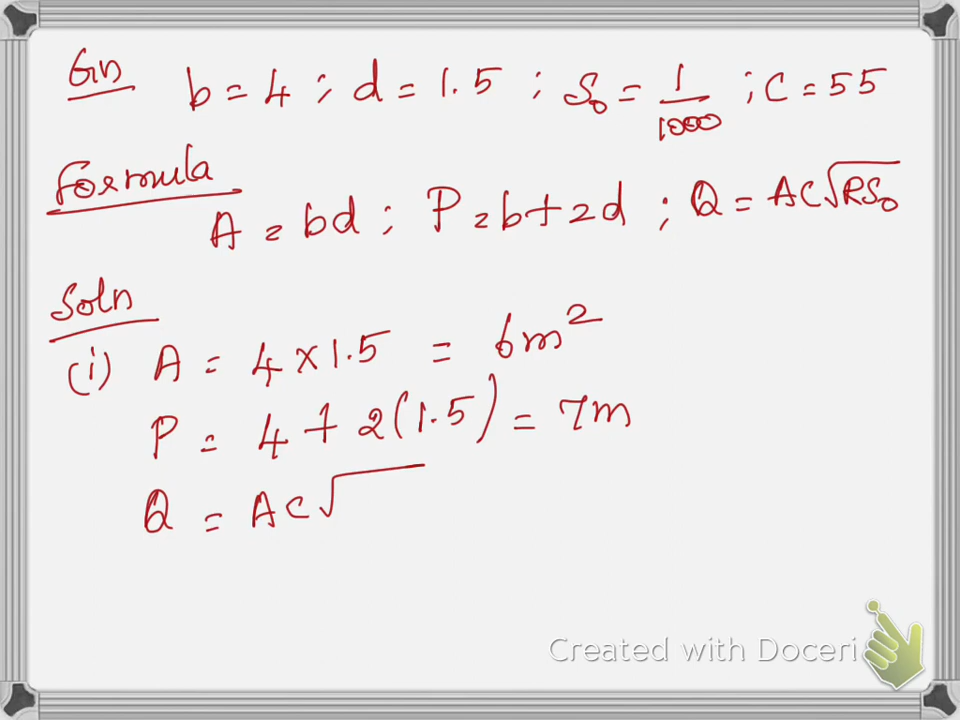 Gn b = 4 ; d = 1.5 ; S₀ = 1/1000 ; C = 55
Formula
A = bd ; P = b + 2d ; Q = AC√RS₀
Soln
(i) A = 4 × 1.5 = 6m²
P = 4 + 2(1.5) = 7m
Q = AC√
Created with Doceri